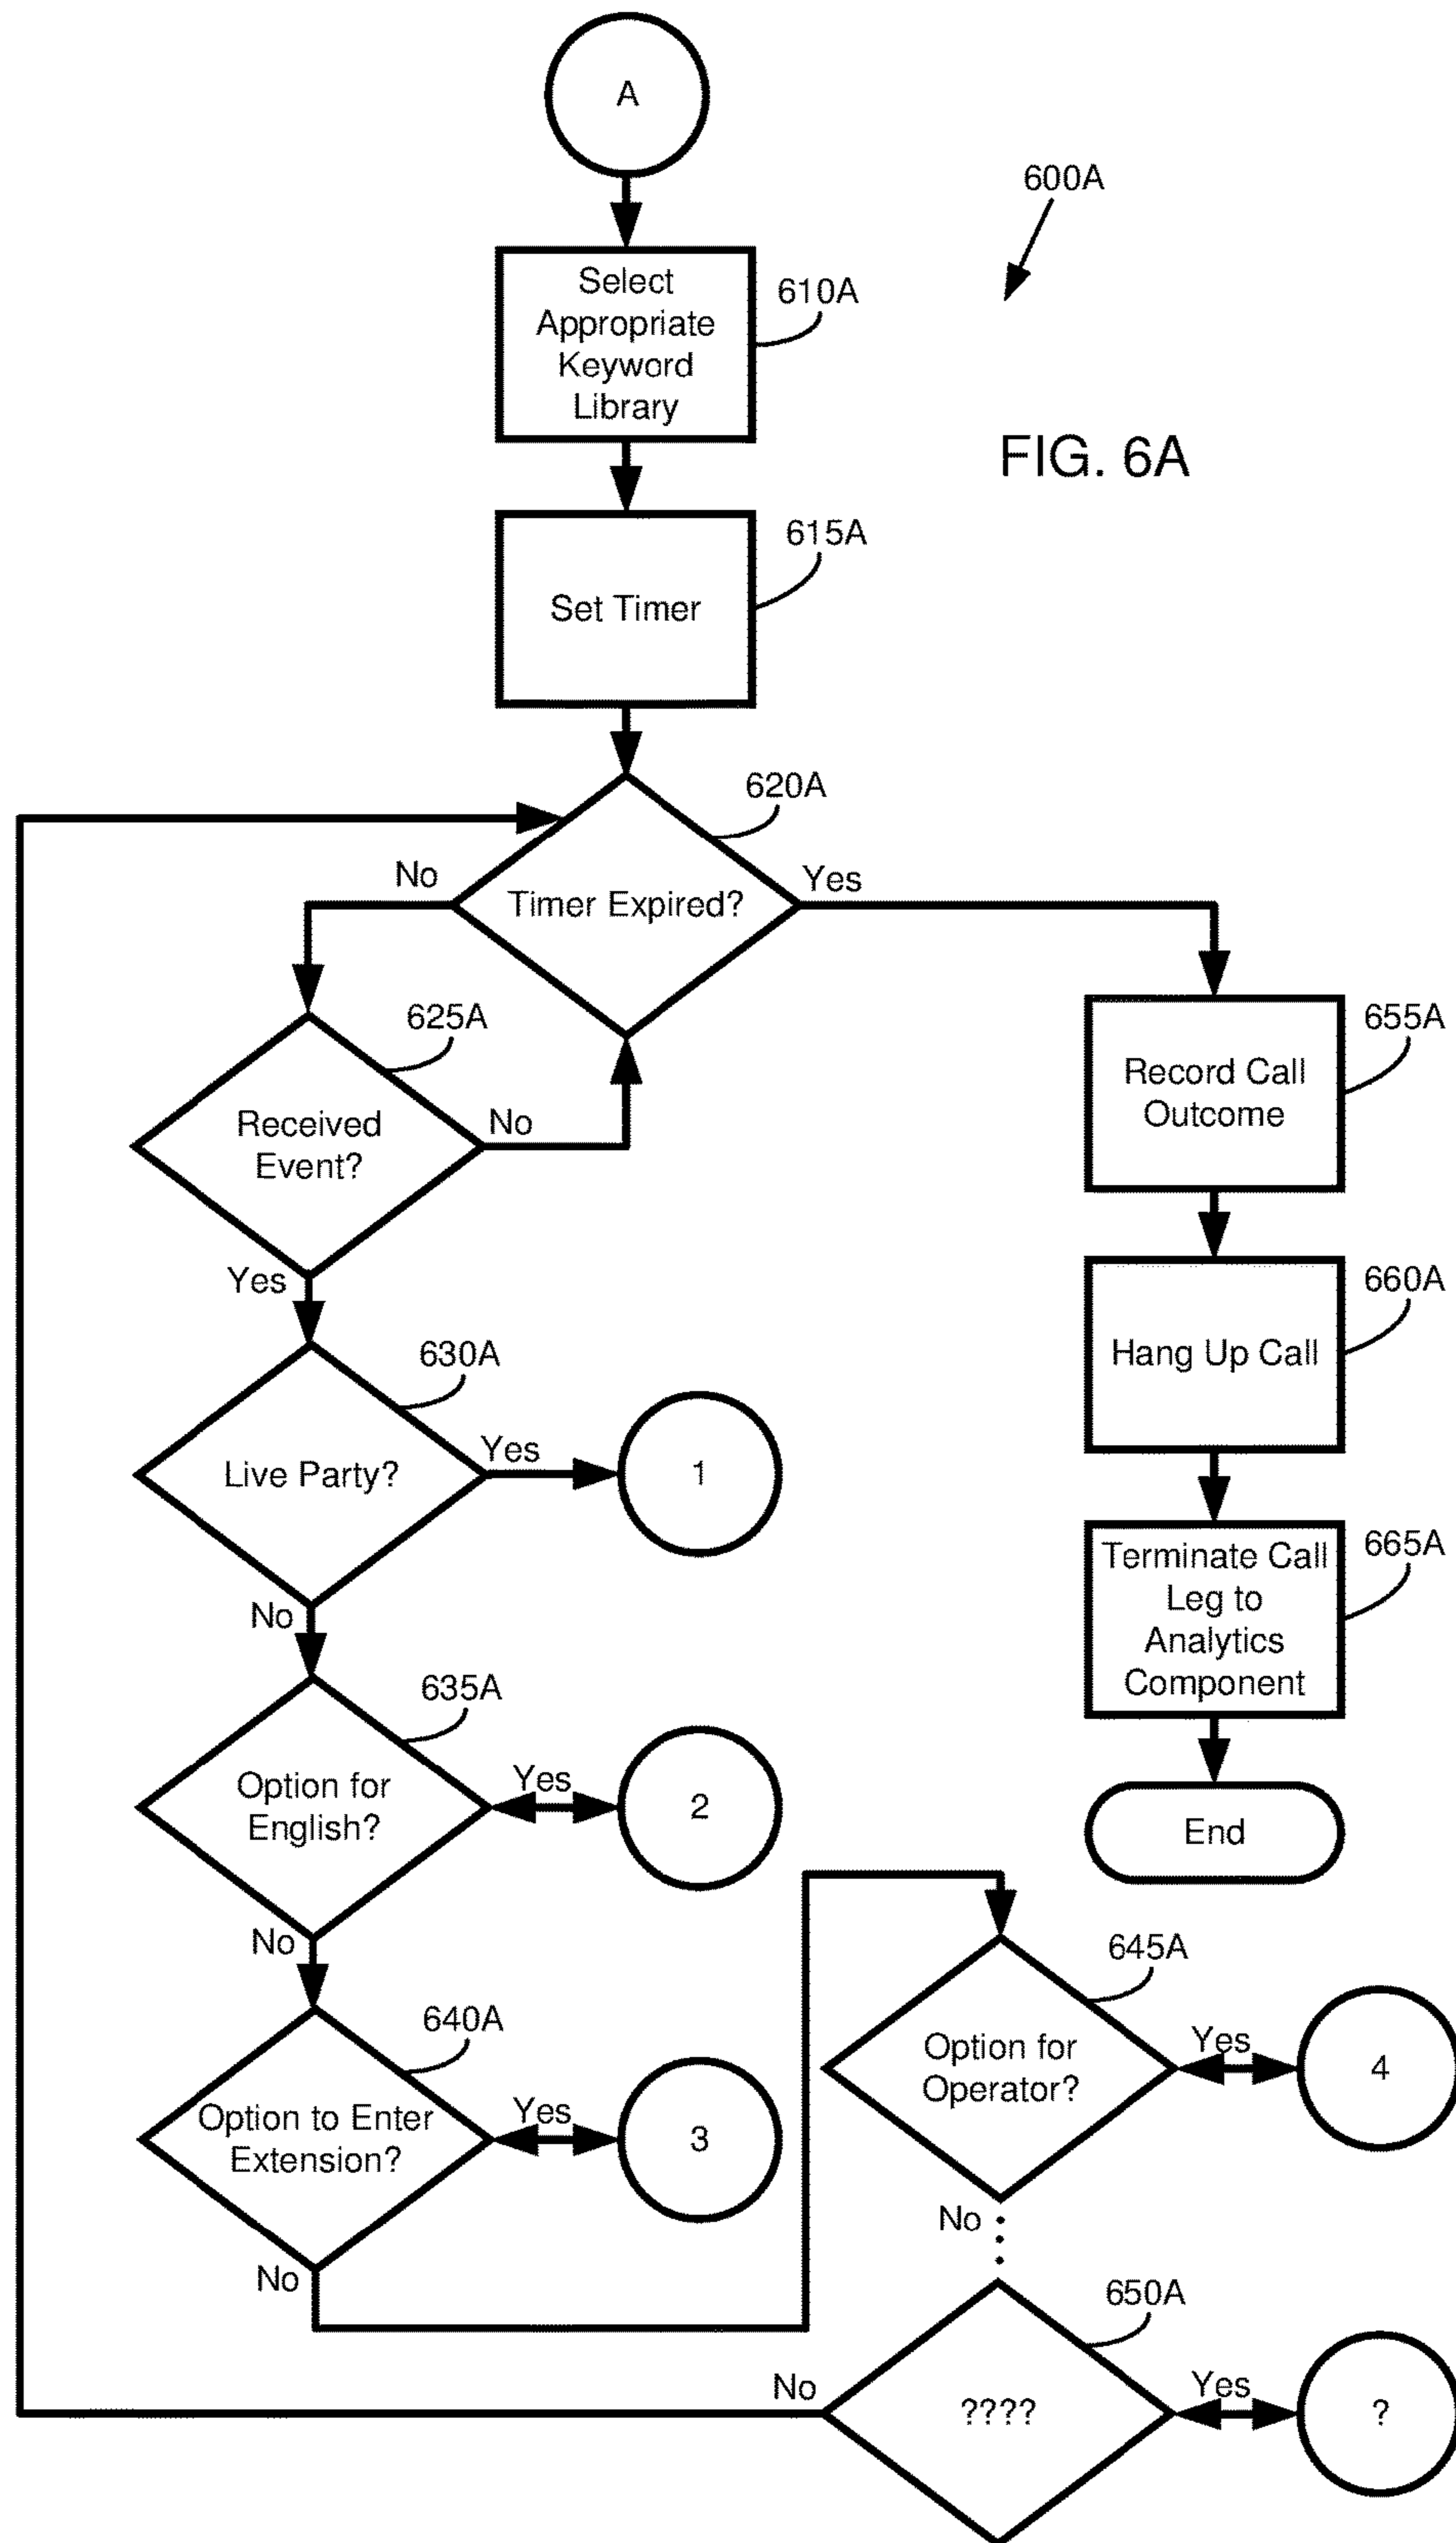 A
600A
Select
Appropriate
Keyword
Library
610A
FIG. 6A
615A
Set Timer
620A
No
Timer Expired?
Yes
625A
Received
Event?
No
Yes
655A
Record Call
Outcome
660A
Hang Up Call
630A
Live Party?
Yes
1
No
665A
Terminate Call
Leg to
Analytics
Component
End
635A
Option for
English?
Yes
2
No
640A
Option to Enter
Extension?
Yes
3
No
645A
Option for
Operator?
Yes
4
No
650A
No
????
Yes
?